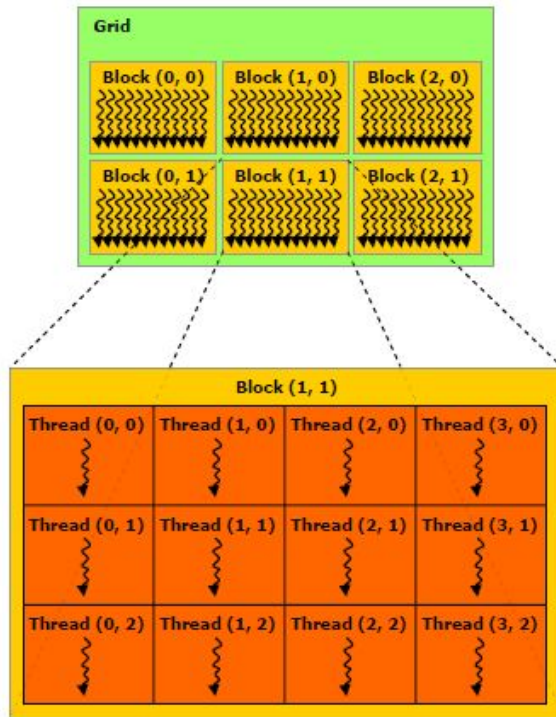 Grid
Block (0, 0) Block (1, 0) Block (2, 0)
Block (0, 1) Block (1, 1) Block (2, 1)
Block (1, 1)
Thread (0, 0) Thread (1, 0) Thread (2, 0) Thread (3, 0)
Thread (0, 1) Thread (1, 1) Thread (2, 1) Thread (3, 1)
Thread (0, 2) Thread (1, 2) Thread (2, 2) Thread (3, 2)